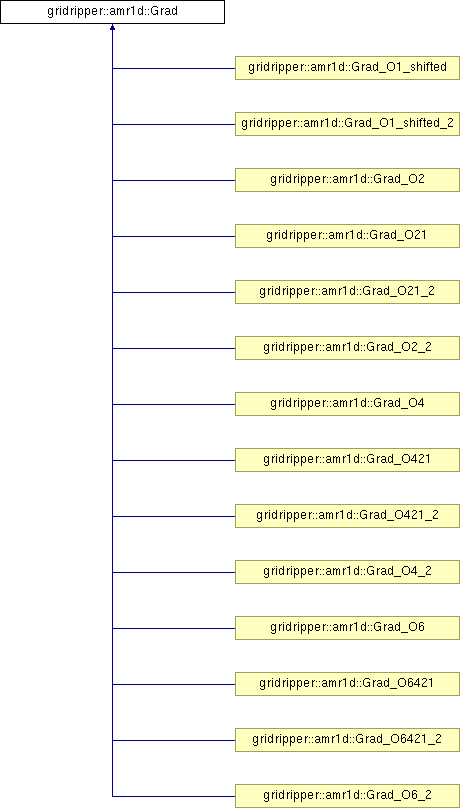 gridripper::amr1d::Grad
gridripper::amr1d::Grad_O1_shifted
gridripper::amr1d::Grad_O1_shifted_2
gridripper::amr1d::Grad_O2
gridripper::amr1d::Grad_O21
gridripper::amr1d::Grad_O21_2
gridripper::amr1d::Grad_O2_2
gridripper::amr1d::Grad_O4
gridripper::amr1d::Grad_O421
gridripper::amr1d::Grad_O421_2
gridripper::amr1d::Grad_O4_2
gridripper::amr1d::Grad_O6
gridripper::amr1d::Grad_O6421
gridripper::amr1d::Grad_O6421_2
gridripper::amr1d::Grad_O6_2